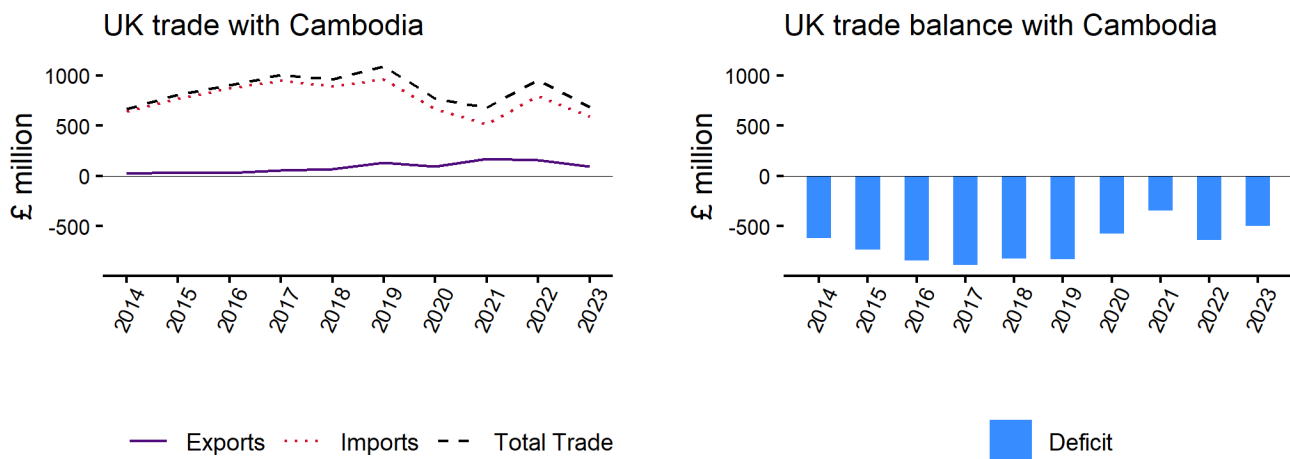 UK trade with Cambodia
£ million
1000
500
0
-500
2014 2015 2016 2017 2018 2019 2020 2021 2022 2023
Exports Imports Total Trade
UK trade balance with Cambodia
£ million
1000
500
0
-500
2014 2015 2016 2017 2018 2019 2020 2021 2022 2023
Deficit